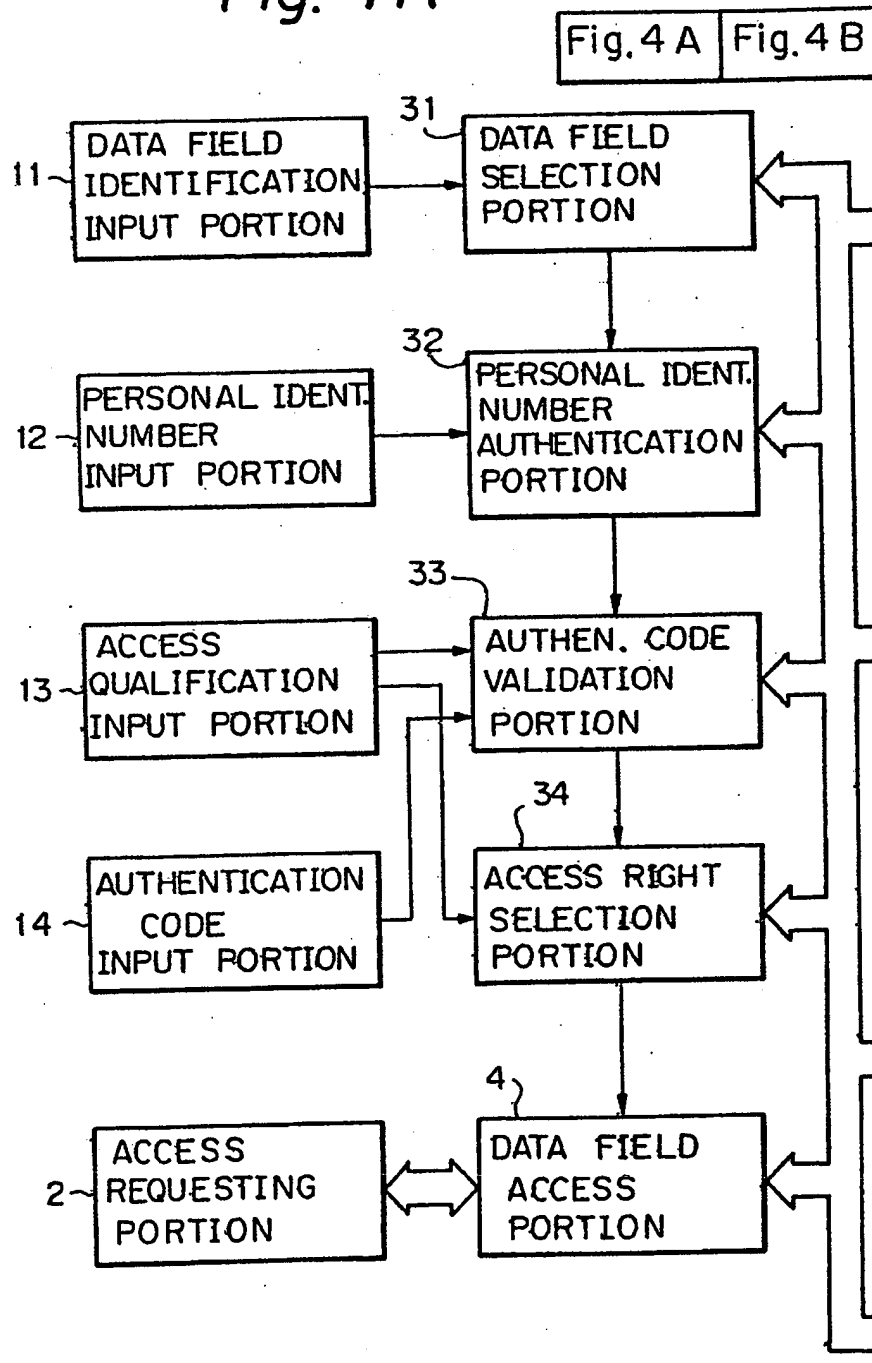 Fig. 4A
Fig. 4 A Fig. 4 B
11
DATA FIELD
IDENTIFICATION
INPUT PORTION
31
DATA FIELD
SELECTION
PORTION
12
PERSONAL IDENT.
NUMBER
INPUT PORTION
32
PERSONAL IDENT.
NUMBER
AUTHENTICATION
PORTION
13
ACCESS
QUALIFICATION
INPUT PORTION
33
AUTHEN. CODE
VALIDATION
PORTION
14
AUTHENTICATION
CODE
INPUT PORTION
34
ACCESS RIGHT
SELECTION
PORTION
2
ACCESS
REQUESTING
PORTION
4
DATA FIELD
ACCESS
PORTION